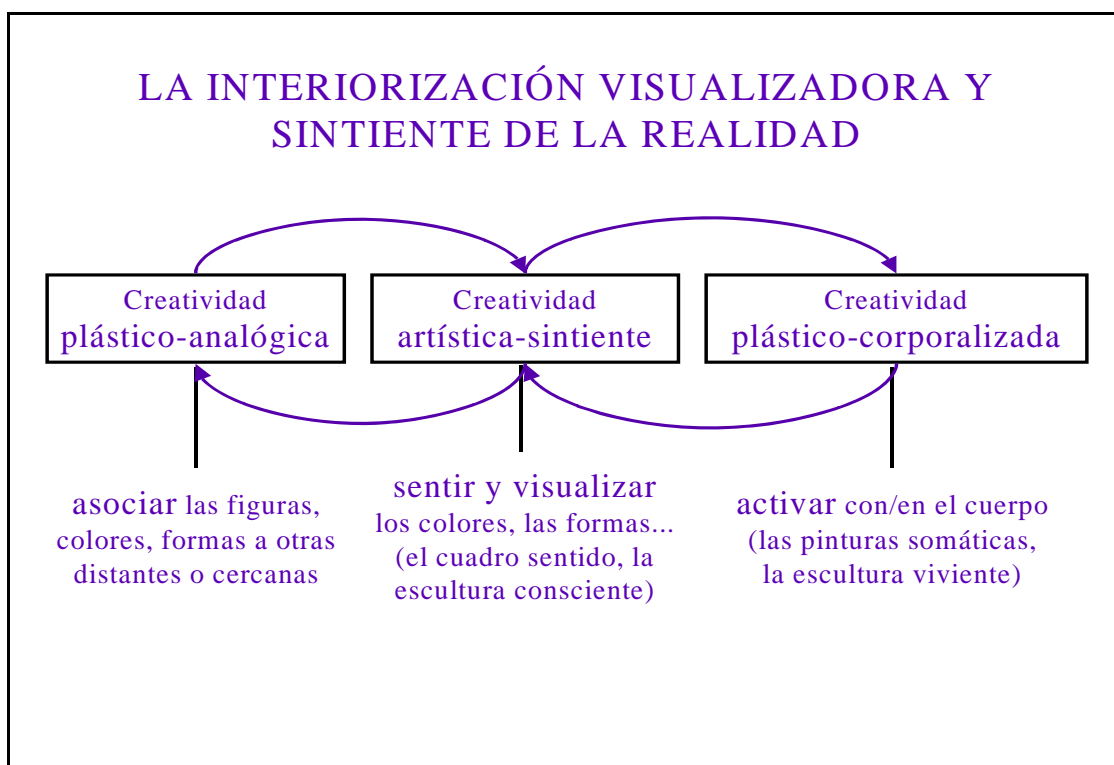 LA INTERIORIZACIÓN VISUALIZADORA Y
SINTIENTE DE LA REALIDAD
Creatividad
plástico-analógica
Creatividad
artística-sintiente
Creatividad
plástico-corporalizada
asociar las figuras,
colores, formas a otras
distantes o cercanas
sentir y visualizar
los colores, las formas...
(el cuadro sentido, la
escultura consciente)
activar con/en el cuerpo
(las pinturas somáticas,
la escultura viviente)